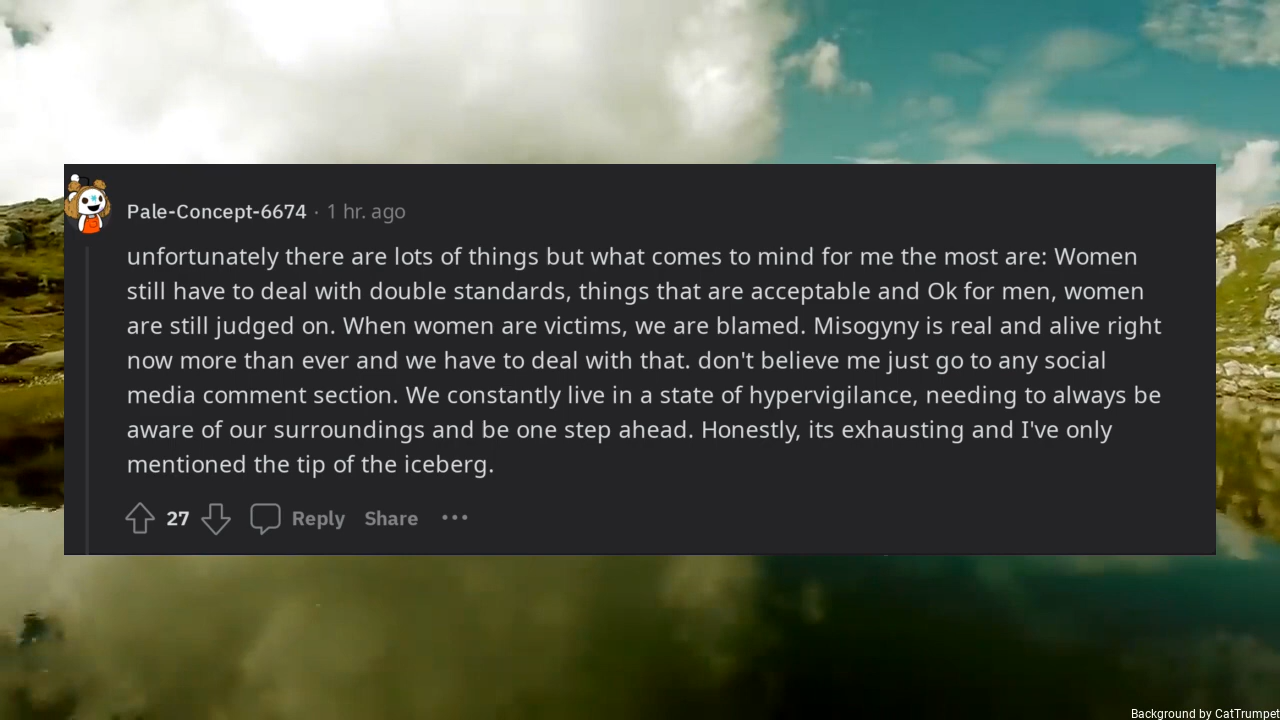 Pale-Concept-6674 · 1 hr. ago
unfortunately there are lots of things but what comes to mind for me the most are: Women
still have to deal with double standards, things that are acceptable and Ok for men, women
are still judged on. When women are victims, we are blamed. Misogyny is real and alive right
now more than ever and we have to deal with that. don't believe me just go to any social
media comment section. We constantly live in a state of hypervigilance, needing to always be
aware of our surroundings and be one step ahead. Honestly, its exhausting and I've only
mentioned the tip of the iceberg.
27 Reply Share ···
Background by CatTrumpet